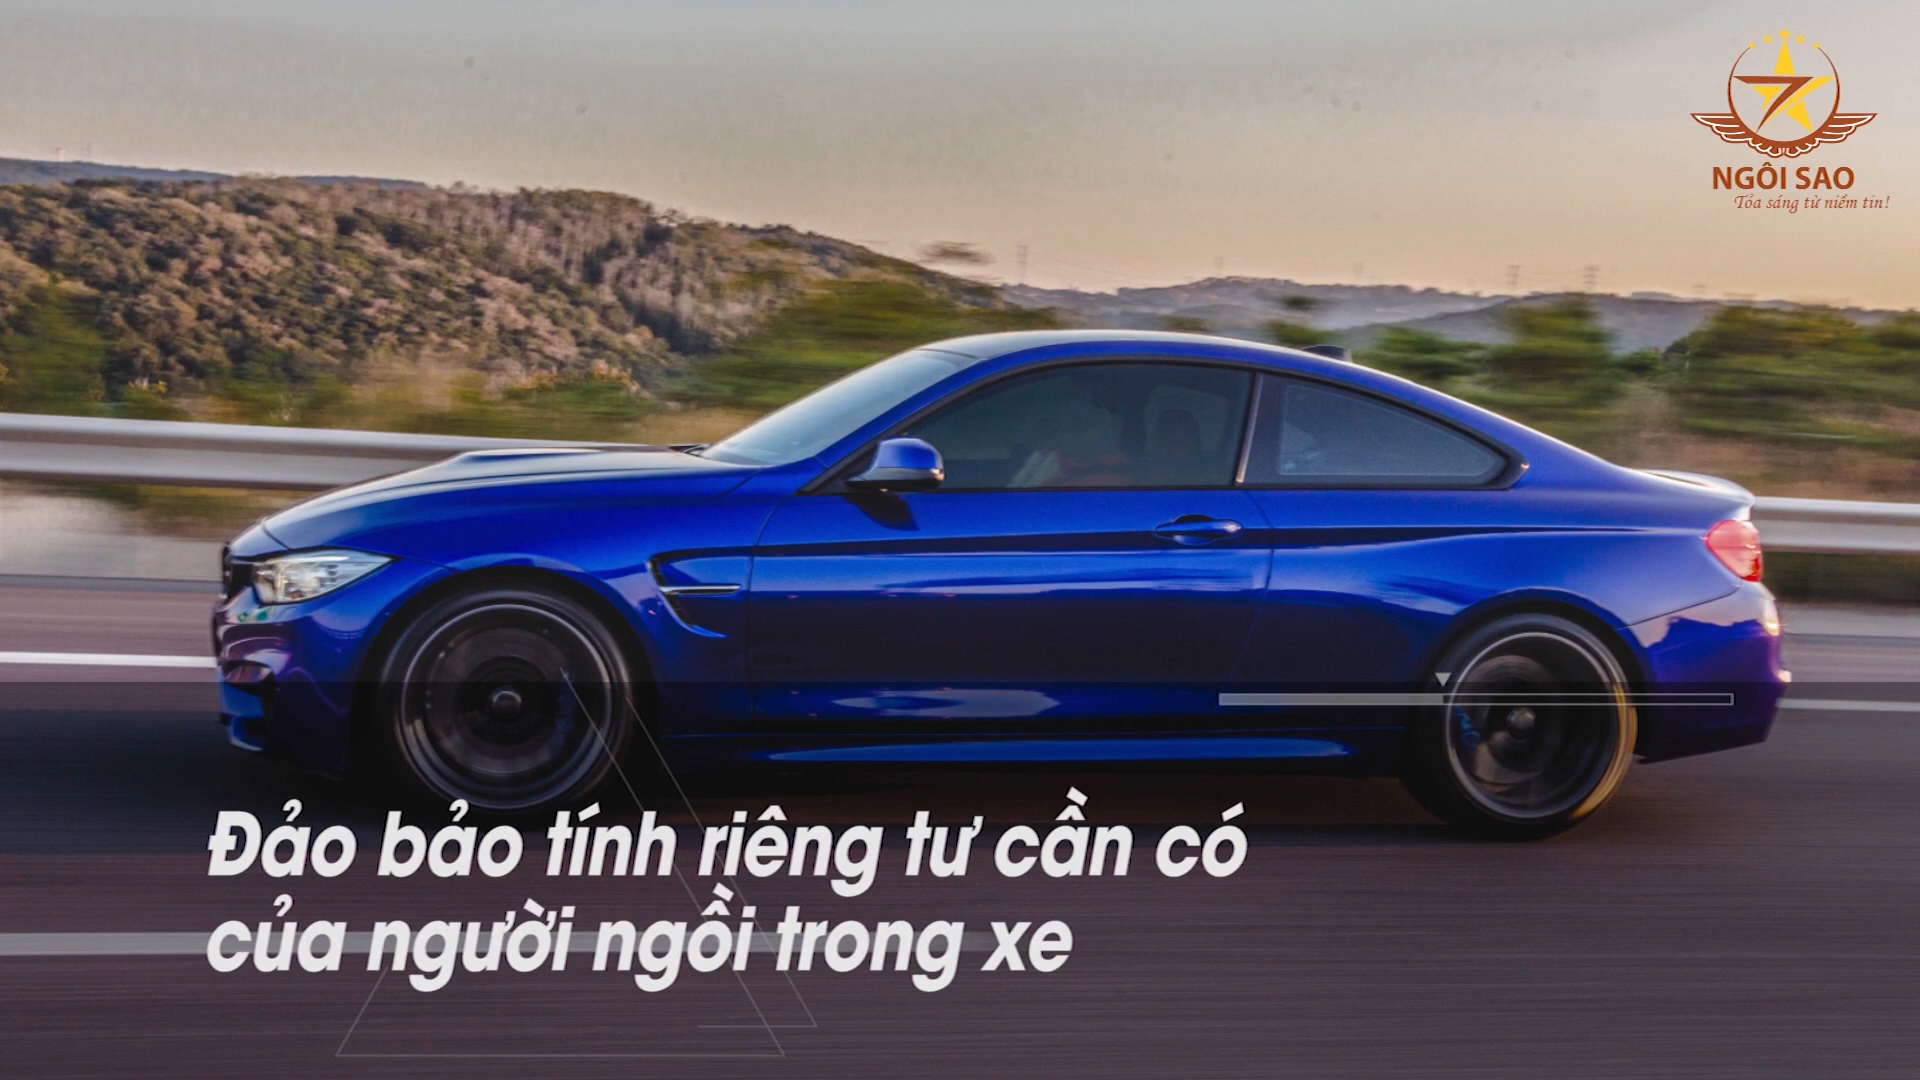 NGÔI SAO
Tỏa sáng từ niềm tin!
Đảo bảo tính riêng tư cần có
của người ngồi trong xe